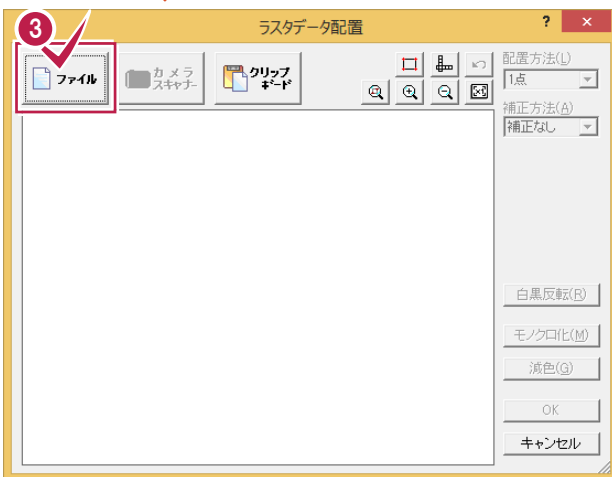 3
ラスタデータ配置
? ×
ファイル
カメラ
スキャナー
クリップ
ボード
配置方法(L)
1点
補正方法(A)
補正なし
白黒反転(R)
モノクロ化(M)
減色(G)
OK
キャンセル